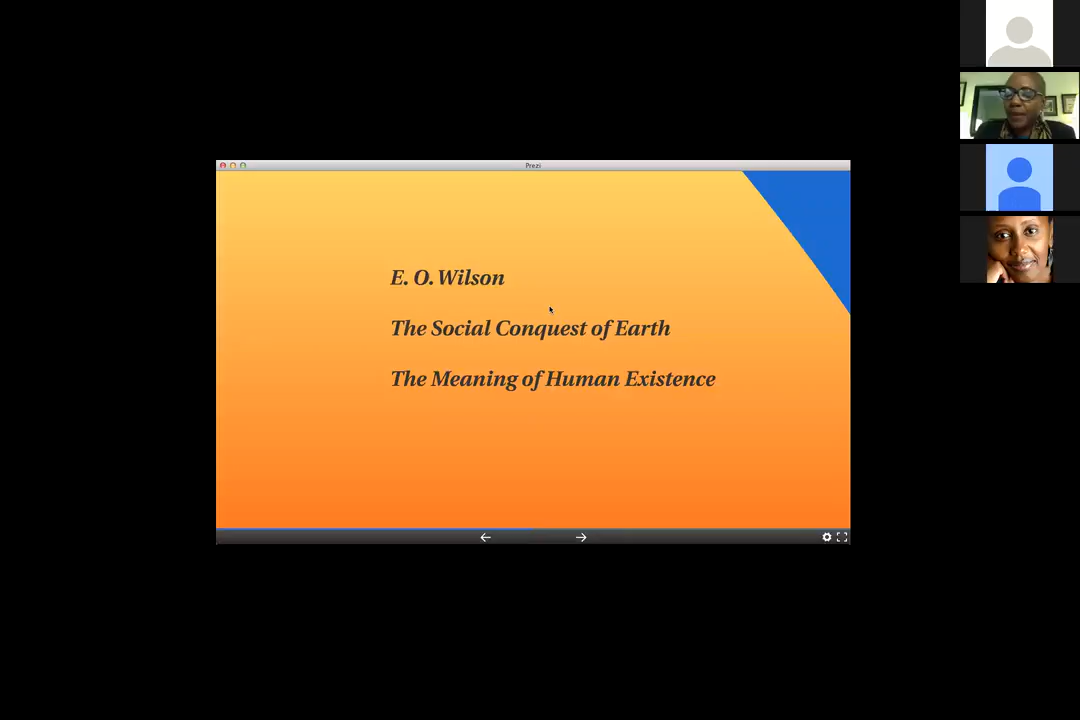 Prezi
E. O. Wilson
The Social Conquest of Earth
The Meaning of Human Existence